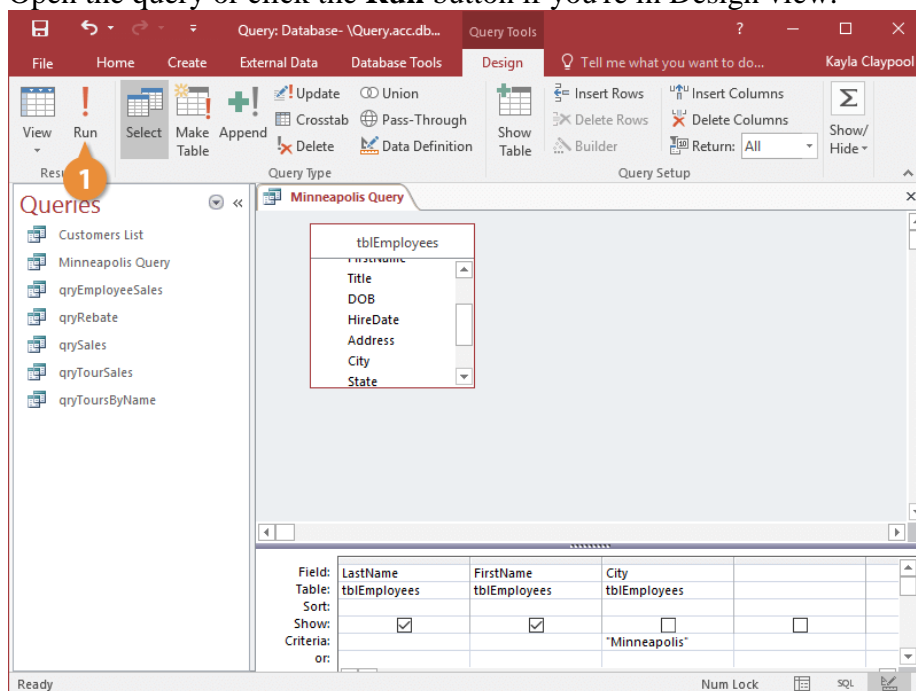 Open the query or click the Run button if you're in Design view.
Query: Database- \Query.acc.db... Query Tools ?
File Home Create External Data Database Tools Design Tell me what you want to do... Kayla Claypool
View Run Select Make Table Append
Update Union
Crosstab Pass-Through
Delete Data Definition
Show Table
Insert Rows Insert Columns
Delete Rows Delete Columns
Builder Return: All
Show/ Hide
1 Query Type Query Setup
Queries «
Customers List
Minneapolis Query
qryEmployeeSales
qryRebate
qrySales
qryTourSales
qryToursByName
Minneapolis Query
tblEmployees
FirstName
Title
DOB
HireDate
Address
City
State
Field: LastName FirstName City
Table: tblEmployees tblEmployees tblEmployees
Sort:
Show:
Criteria: "Minneapolis"
or:
Ready Num Lock SQL